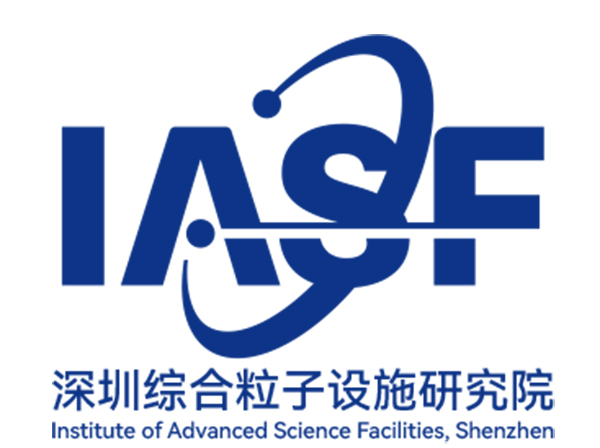 IASF
深圳综合粒子设施研究院
Institute of Advanced Science Facilities, Shenzhen